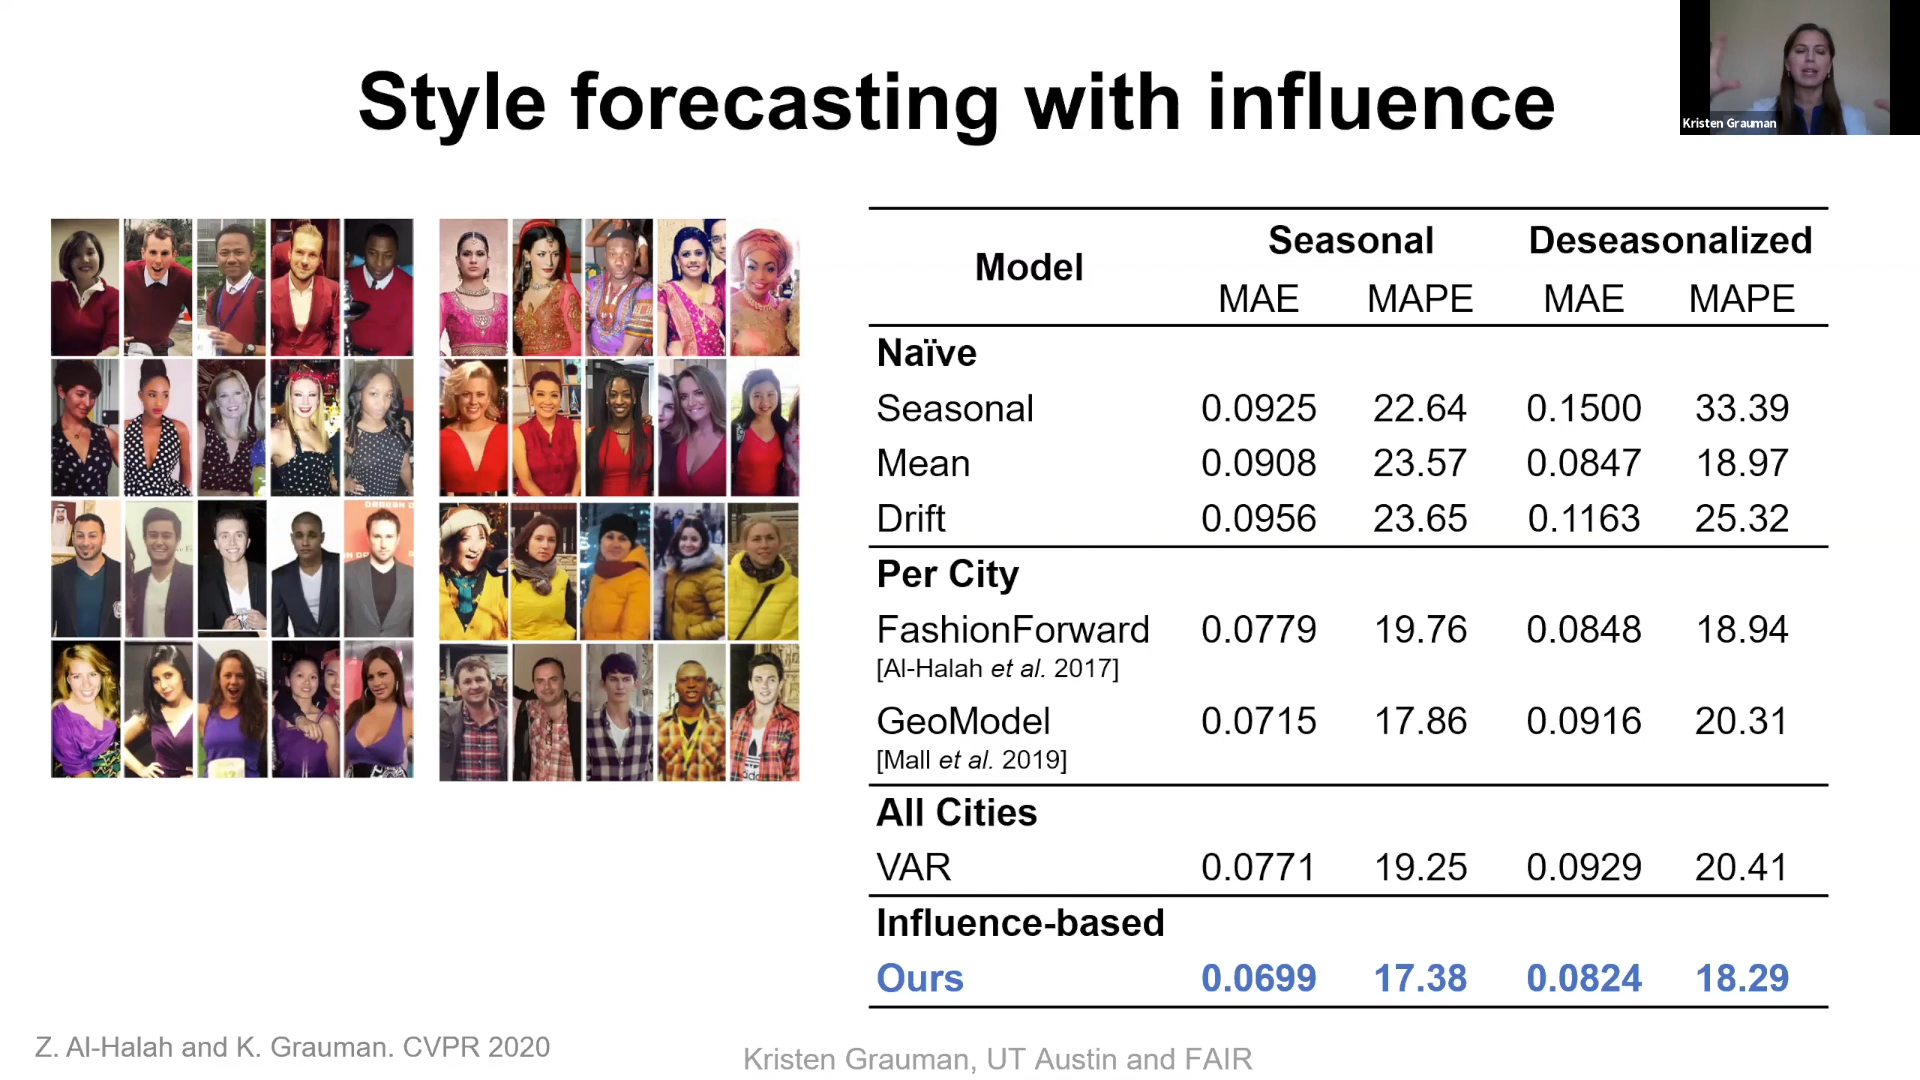 Style forecasting with influence
Kristen Grauman
Model Seasonal Deseasonalized
MAE MAPE MAE MAPE
Naïve
Seasonal 0.0925 22.64 0.1500 33.39
Mean 0.0908 23.57 0.0847 18.97
Drift 0.0956 23.65 0.1163 25.32
Per City
FashionForward 0.0779 19.76 0.0848 18.94
[Al-Halah et al. 2017]
GeoModel 0.0715 17.86 0.0916 20.31
[Mall et al. 2019]
All Cities
VAR 0.0771 19.25 0.0929 20.41
Influence-based
Ours 0.0699 17.38 0.0824 18.29
Z. Al-Halah and K. Grauman. CVPR 2020
Kristen Grauman, UT Austin and FAIR